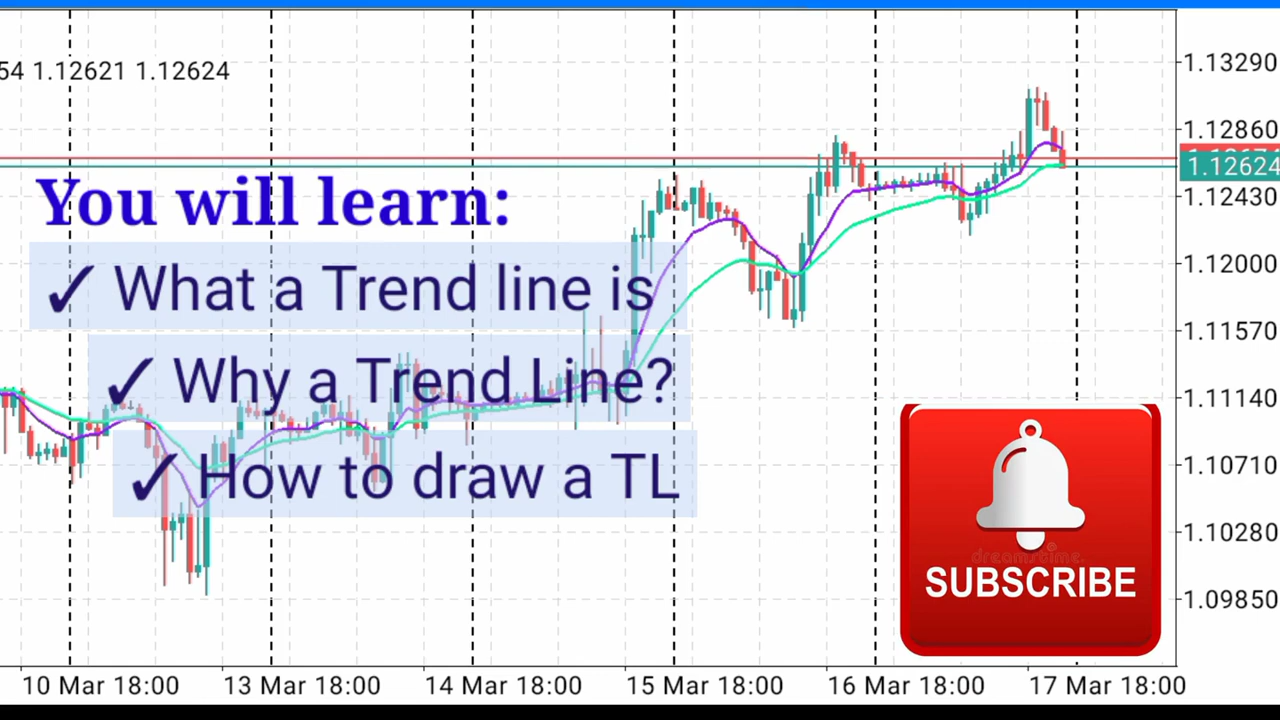 54 1.12621 1.12624
You will learn:
✓ What a Trend line is
✓ Why a Trend Line?
✓ How to draw a TL
1.13290
1.12860
1.12624
1.12430
1.12000
1.11570
1.11140
1.10710
1.10280
1.09850
dreamstime.
SUBSCRIBE
10 Mar 18:00 13 Mar 18:00 14 Mar 18:00 15 Mar 18:00 16 Mar 18:00 17 Mar 18:00